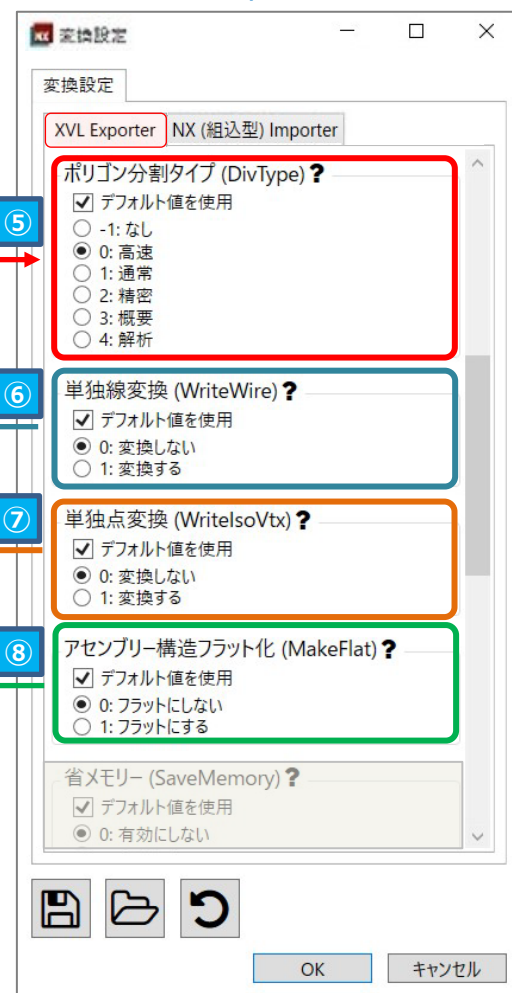 変換設定
変換設定
XVL Exporter
NX (組込型) Importer
ポリゴン分割タイプ (DivType) ?
デフォルト値を使用
-1: なし
0: 高速
1: 通常
2: 精密
3: 概要
4: 解析
⑤
⑥
単独線変換 (WriteWire) ?
デフォルト値を使用
0: 変換しない
1: 変換する
⑦
単独点変換 (WriteIsoVtx) ?
デフォルト値を使用
0: 変換しない
1: 変換する
⑧
アセンブリー構造フラット化 (MakeFlat) ?
デフォルト値を使用
0: フラットにしない
1: フラットにする
省メモリー (SaveMemory) ?
デフォルト値を使用
0: 有効にしない
OK
キャンセル